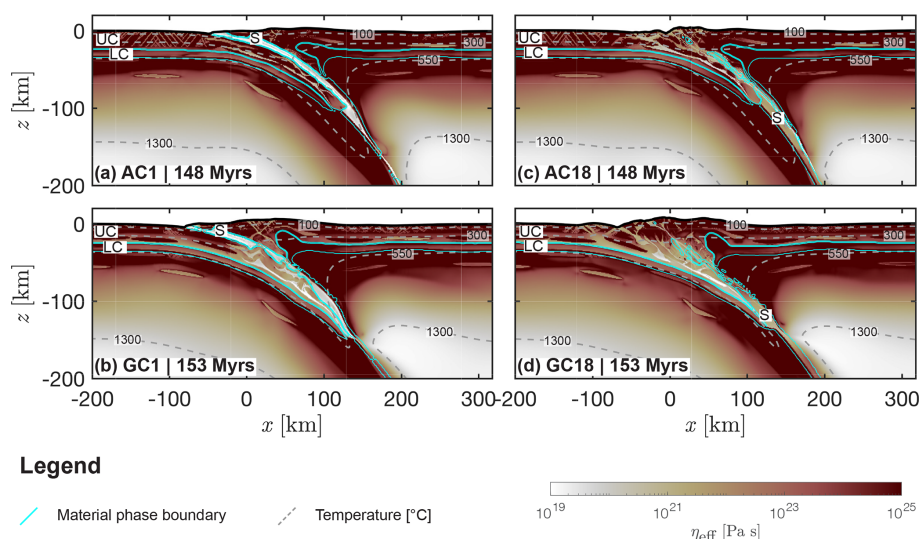 0
-100
-200
z [km]
UC
LC
S
100
300
550
1300
1300
(a) AC1 | 148 Myrs
UC
LC
S
100
300
550
1300
1300
(c) AC18 | 148 Myrs
0
-100
-200
z [km]
UC
LC
S
100
300
550
1300
1300
(b) GC1 | 153 Myrs
UC
LC
S
100
300
550
1300
1300
(d) GC18 | 153 Myrs
-200 -100 0 100 200 300
-200 -100 0 100 200 300
x [km]
x [km]
Legend
Material phase boundary
Temperature [°C]
10^19 10^21 10^23 10^25
η_eff [Pa s]